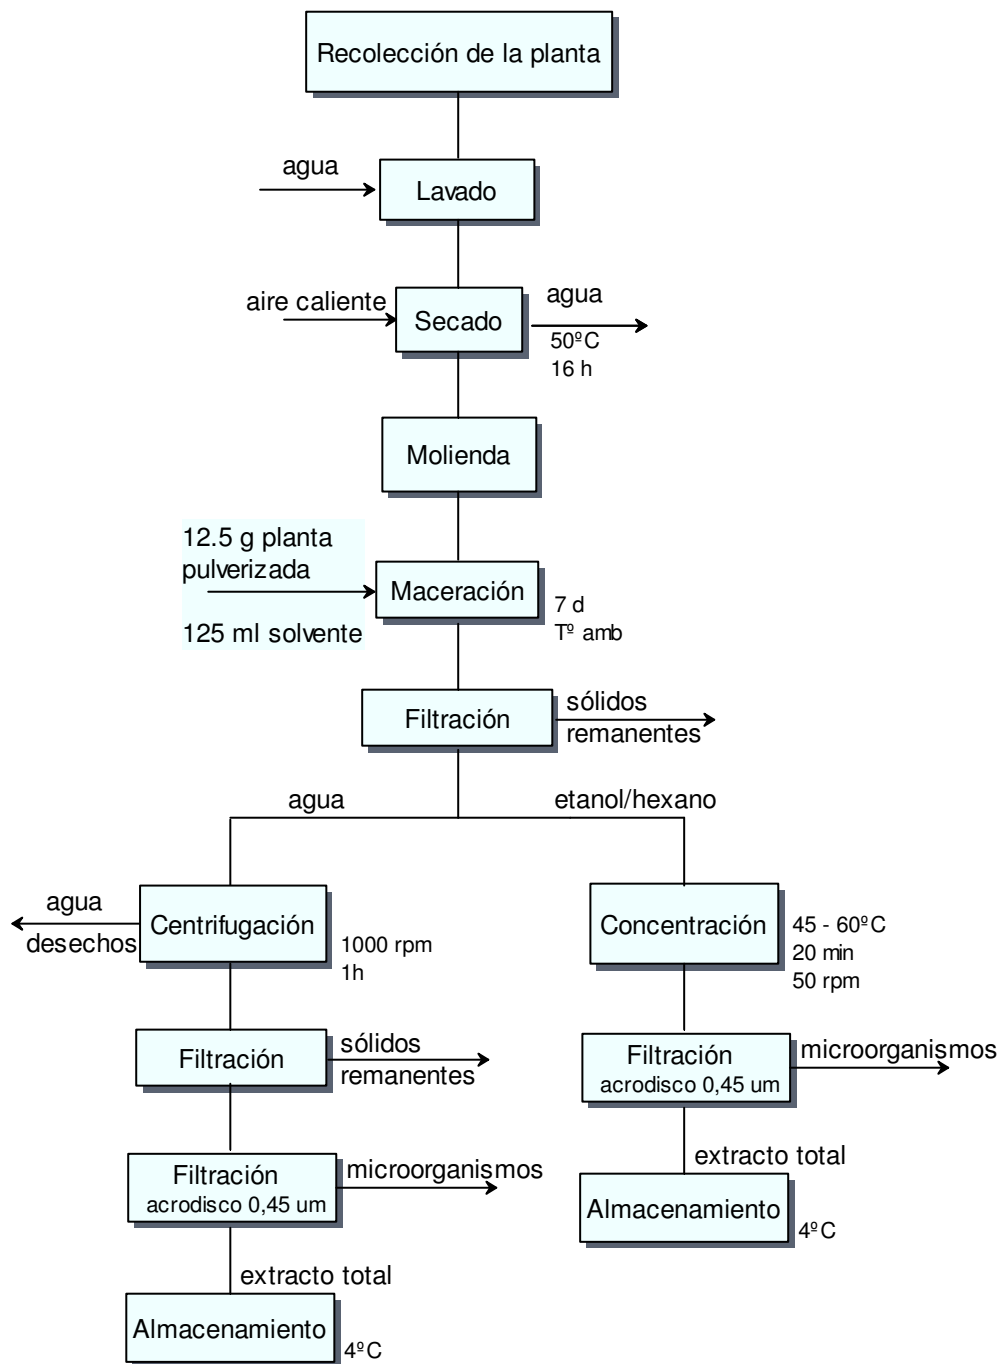 Recolección de la planta
agua
Lavado
aire caliente
Secado
agua
50ºC
16 h
Molienda
12.5 g planta
pulverizada
125 ml solvente
Maceración
7 d
Tº amb
Filtración
sólidos
remanentes
agua
etanol/hexano
agua
desechos
Centrifugación
1000 rpm
1h
Concentración
45 - 60ºC
20 min
50 rpm
Filtración
sólidos
remanentes
Filtración
acrodisco 0,45 um
microorganismos
Filtración
acrodisco 0,45 um
microorganismos
extracto total
Almacenamiento
4ºC
extracto total
Almacenamiento
4ºC